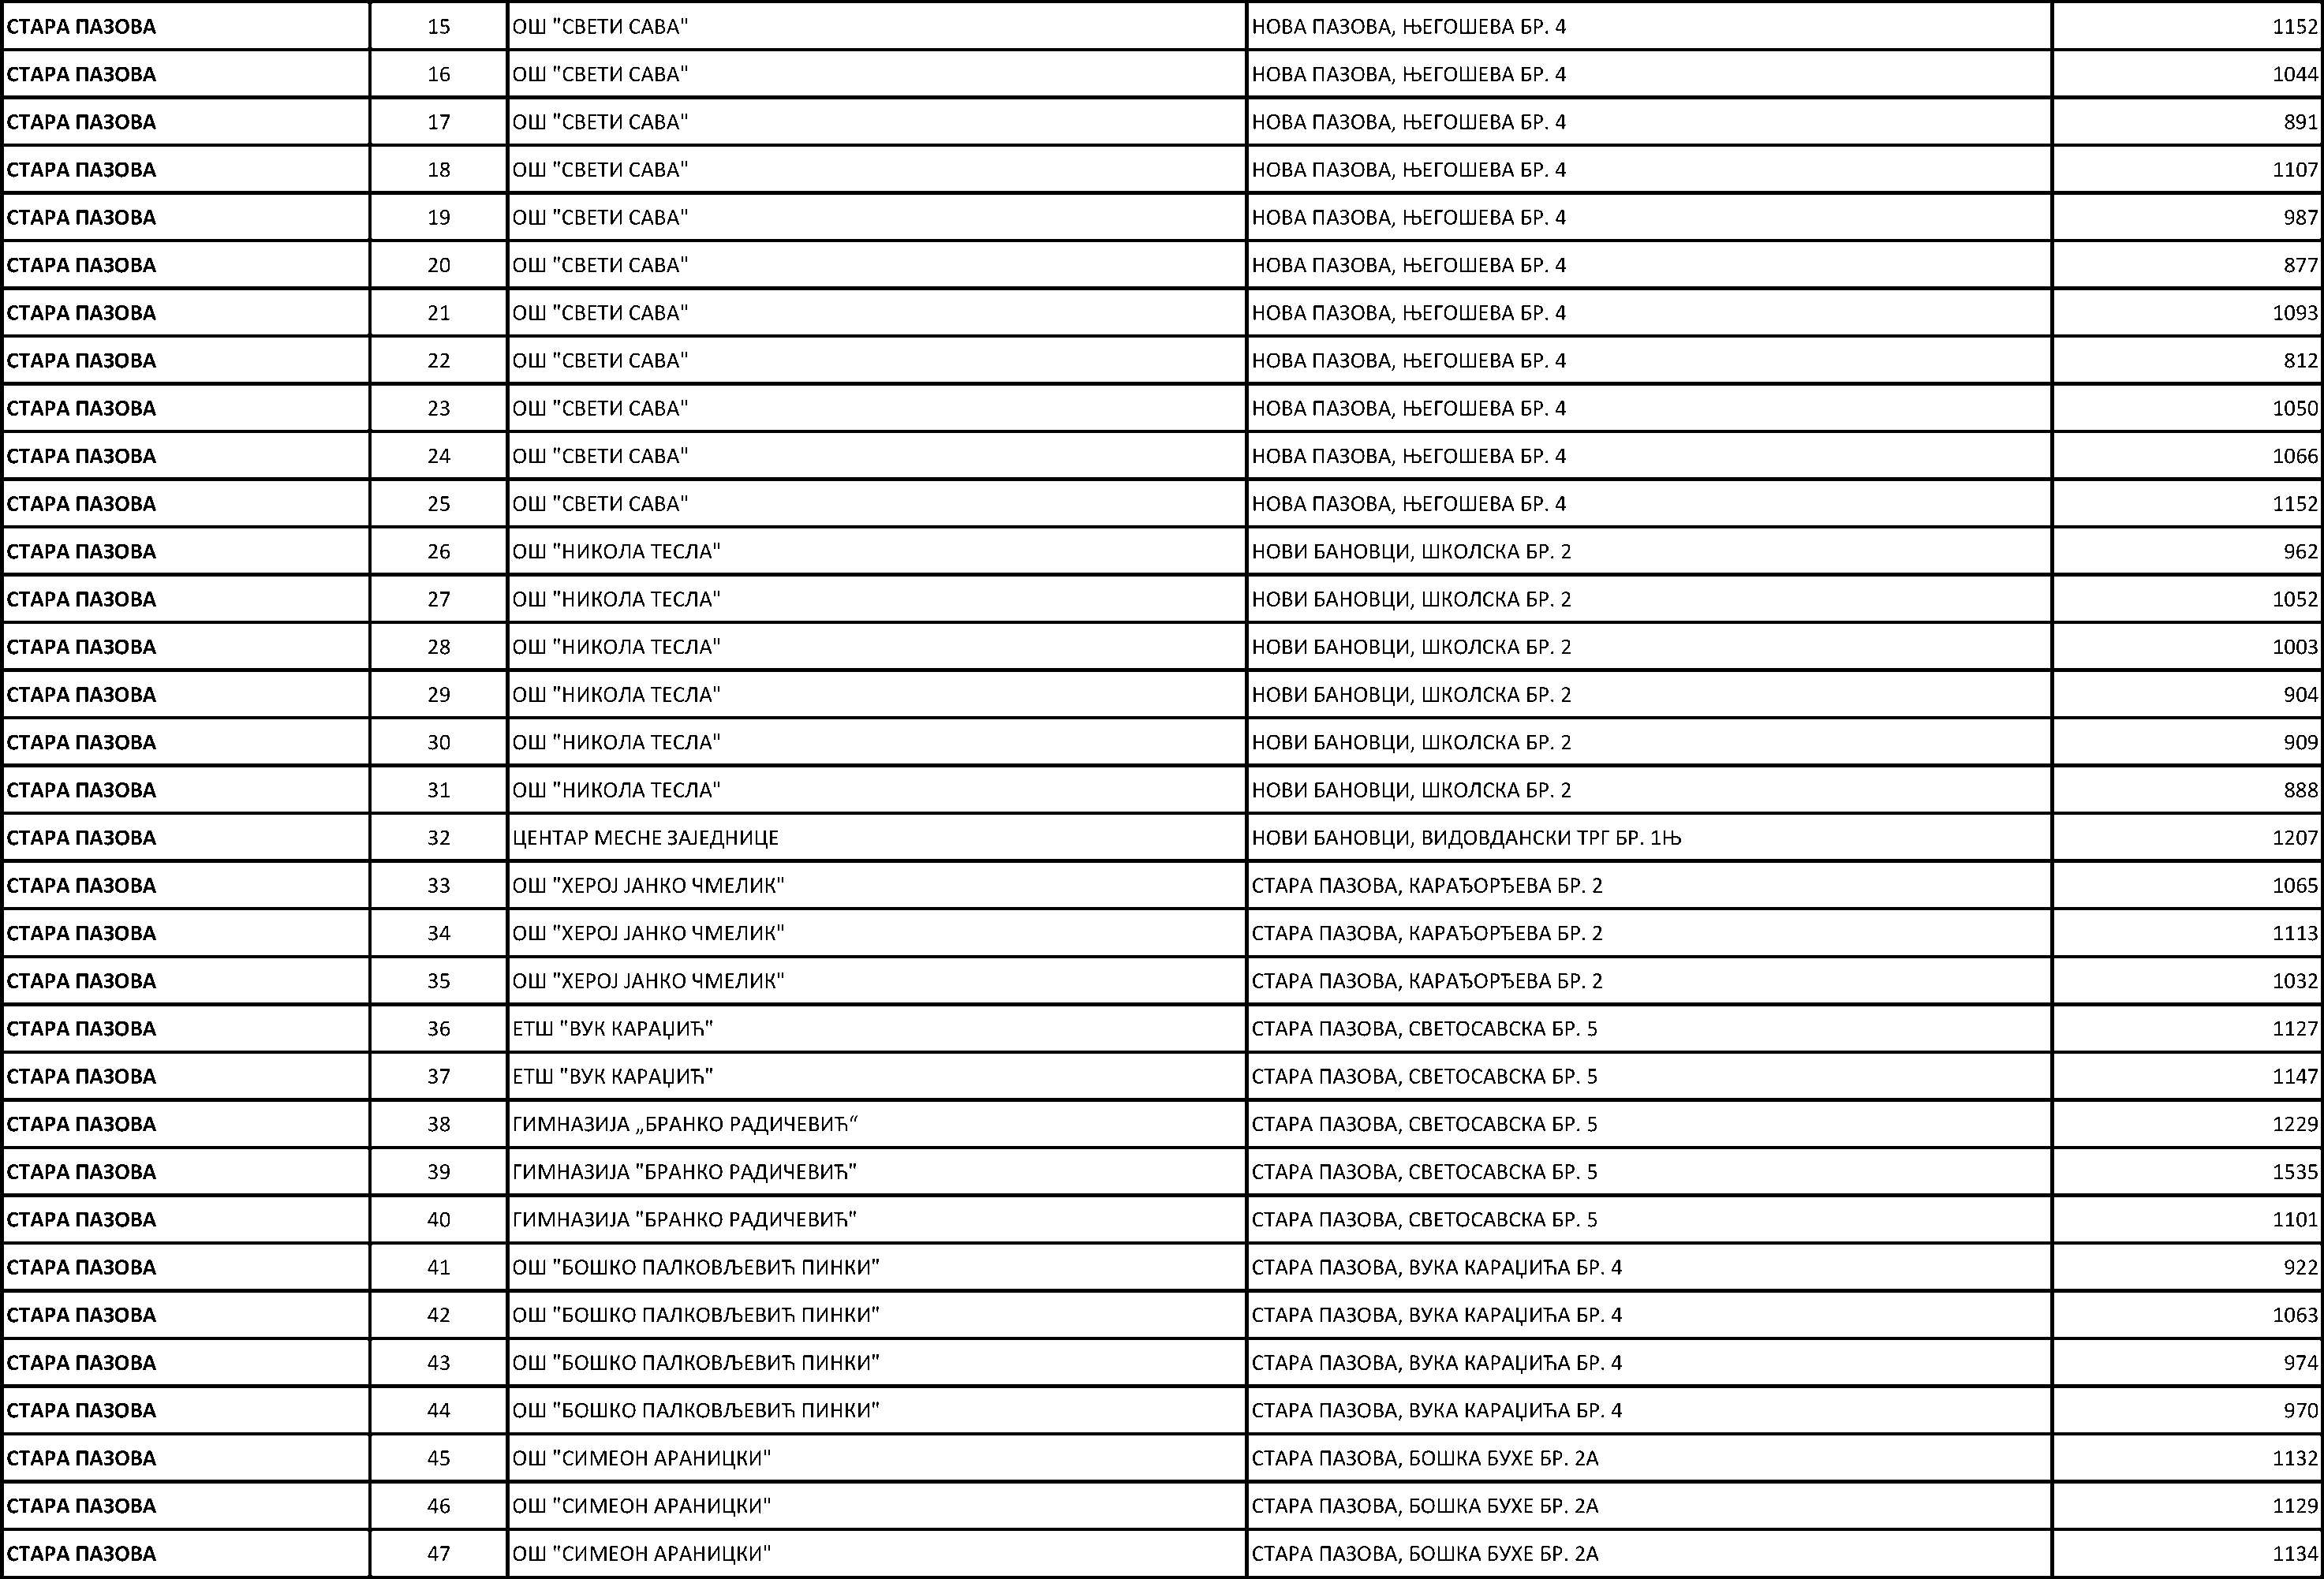 СТАРА ПАЗОВА 15 ОШ "СВЕТИ САВА" НОВА ПАЗОВА, ЊЕГОШЕВА БР. 4 1152
СТАРА ПАЗОВА 16 ОШ "СВЕТИ САВА" НОВА ПАЗОВА, ЊЕГОШЕВА БР. 4 1044
СТАРА ПАЗОВА 17 ОШ "СВЕТИ САВА" НОВА ПАЗОВА, ЊЕГОШЕВА БР. 4 891
СТАРА ПАЗОВА 18 ОШ "СВЕТИ САВА" НОВА ПАЗОВА, ЊЕГОШЕВА БР. 4 1107
СТАРА ПАЗОВА 19 ОШ "СВЕТИ САВА" НОВА ПАЗОВА, ЊЕГОШЕВА БР. 4 987
СТАРА ПАЗОВА 20 ОШ "СВЕТИ САВА" НОВА ПАЗОВА, ЊЕГОШЕВА БР. 4 877
СТАРА ПАЗОВА 21 ОШ "СВЕТИ САВА" НОВА ПАЗОВА, ЊЕГОШЕВА БР. 4 1093
СТАРА ПАЗОВА 22 ОШ "СВЕТИ САВА" НОВА ПАЗОВА, ЊЕГОШЕВА БР. 4 812
СТАРА ПАЗОВА 23 ОШ "СВЕТИ САВА" НОВА ПАЗОВА, ЊЕГОШЕВА БР. 4 1050
СТАРА ПАЗОВА 24 ОШ "СВЕТИ САВА" НОВА ПАЗОВА, ЊЕГОШЕВА БР. 4 1066
СТАРА ПАЗОВА 25 ОШ "СВЕТИ САВА" НОВА ПАЗОВА, ЊЕГОШЕВА БР. 4 1152
СТАРА ПАЗОВА 26 ОШ "НИКОЛА ТЕСЛА" НОВИ БАНОВЦИ, ШКОЛСКА БР. 2 962
СТАРА ПАЗОВА 27 ОШ "НИКОЛА ТЕСЛА" НОВИ БАНОВЦИ, ШКОЛСКА БР. 2 1052
СТАРА ПАЗОВА 28 ОШ "НИКОЛА ТЕСЛА" НОВИ БАНОВЦИ, ШКОЛСКА БР. 2 1003
СТАРА ПАЗОВА 29 ОШ "НИКОЛА ТЕСЛА" НОВИ БАНОВЦИ, ШКОЛСКА БР. 2 904
СТАРА ПАЗОВА 30 ОШ "НИКОЛА ТЕСЛА" НОВИ БАНОВЦИ, ШКОЛСКА БР. 2 909
СТАРА ПАЗОВА 31 ОШ "НИКОЛА ТЕСЛА" НОВИ БАНОВЦИ, ШКОЛСКА БР. 2 888
СТАРА ПАЗОВА 32 ЦЕНТАР МЕСНЕ ЗАЈЕДНИЦЕ НОВИ БАНОВЦИ, ВИДОВДАНСКИ ТРГ БР. 1Њ 1207
СТАРА ПАЗОВА 33 ОШ "ХЕРОЈ ЈАНКО ЧМЕЛИК" СТАРА ПАЗОВА, КАРАЂОРЂЕВА БР. 2 1065
СТАРА ПАЗОВА 34 ОШ "ХЕРОЈ ЈАНКО ЧМЕЛИК" СТАРА ПАЗОВА, КАРАЂОРЂЕВА БР. 2 1113
СТАРА ПАЗОВА 35 ОШ "ХЕРОЈ ЈАНКО ЧМЕЛИК" СТАРА ПАЗОВА, КАРАЂОРЂЕВА БР. 2 1032
СТАРА ПАЗОВА 36 ЕТШ "ВУК КАРАЏИЋ" СТАРА ПАЗОВА, СВЕТОСАВСКА БР. 5 1127
СТАРА ПАЗОВА 37 ЕТШ "ВУК КАРАЏИЋ" СТАРА ПАЗОВА, СВЕТОСАВСКА БР. 5 1147
СТАРА ПАЗОВА 38 ГИМНАЗИЈА „БРАНКО РАДИЧЕВИЋ“ СТАРА ПАЗОВА, СВЕТОСАВСКА БР. 5 1229
СТАРА ПАЗОВА 39 ГИМНАЗИЈА "БРАНКО РАДИЧЕВИЋ" СТАРА ПАЗОВА, СВЕТОСАВСКА БР. 5 1535
СТАРА ПАЗОВА 40 ГИМНАЗИЈА "БРАНКО РАДИЧЕВИЋ" СТАРА ПАЗОВА, СВЕТОСАВСКА БР. 5 1101
СТАРА ПАЗОВА 41 ОШ "БОШКО ПАЛКОВЉЕВИЋ ПИНКИ" СТАРА ПАЗОВА, ВУКА КАРАЏИЋА БР. 4 922
СТАРА ПАЗОВА 42 ОШ "БОШКО ПАЛКОВЉЕВИЋ ПИНКИ" СТАРА ПАЗОВА, ВУКА КАРАЏИЋА БР. 4 1063
СТАРА ПАЗОВА 43 ОШ "БОШКО ПАЛКОВЉЕВИЋ ПИНКИ" СТАРА ПАЗОВА, ВУКА КАРАЏИЋА БР. 4 974
СТАРА ПАЗОВА 44 ОШ "БОШКО ПАЛКОВЉЕВИЋ ПИНКИ" СТАРА ПАЗОВА, ВУКА КАРАЏИЋА БР. 4 970
СТАРА ПАЗОВА 45 ОШ "СИМЕОН АРАНИЦКИ" СТАРА ПАЗОВА, БОШКА БУХЕ БР. 2А 1132
СТАРА ПАЗОВА 46 ОШ "СИМЕОН АРАНИЦКИ" СТАРА ПАЗОВА, БОШКА БУХЕ БР. 2А 1129
СТАРА ПАЗОВА 47 ОШ "СИМЕОН АРАНИЦКИ" СТАРА ПАЗОВА, БОШКА БУХЕ БР. 2А 1134